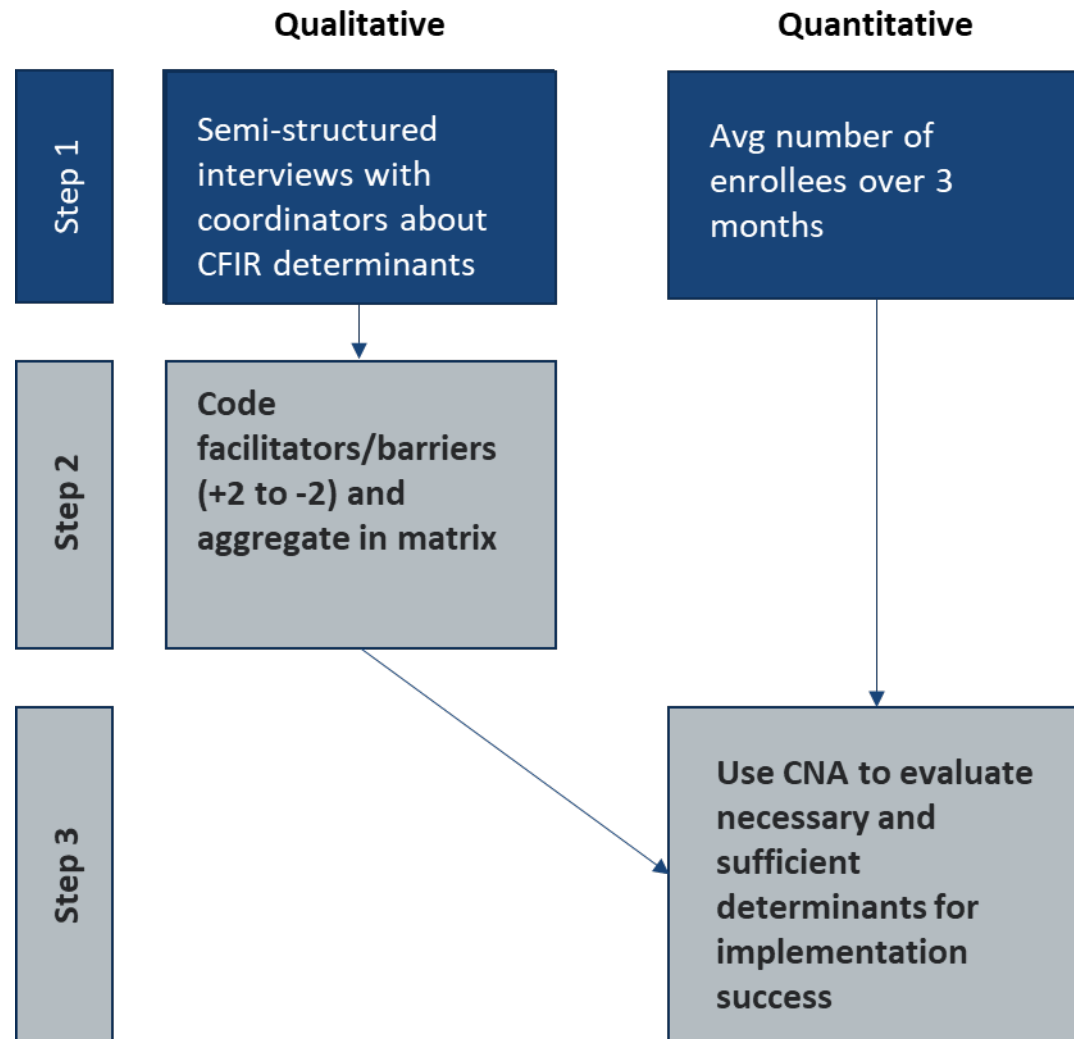 Qualitative
Quantitative
Step 1
Semi-structured
interviews with
coordinators about
CFIR determinants
Avg number of
enrollees over 3
months
Step 2
Code
facilitators/barriers
(+2 to -2) and
aggregate in matrix
Step 3
Use CNA to evaluate
necessary and
sufficient
determinants for
implementation
success